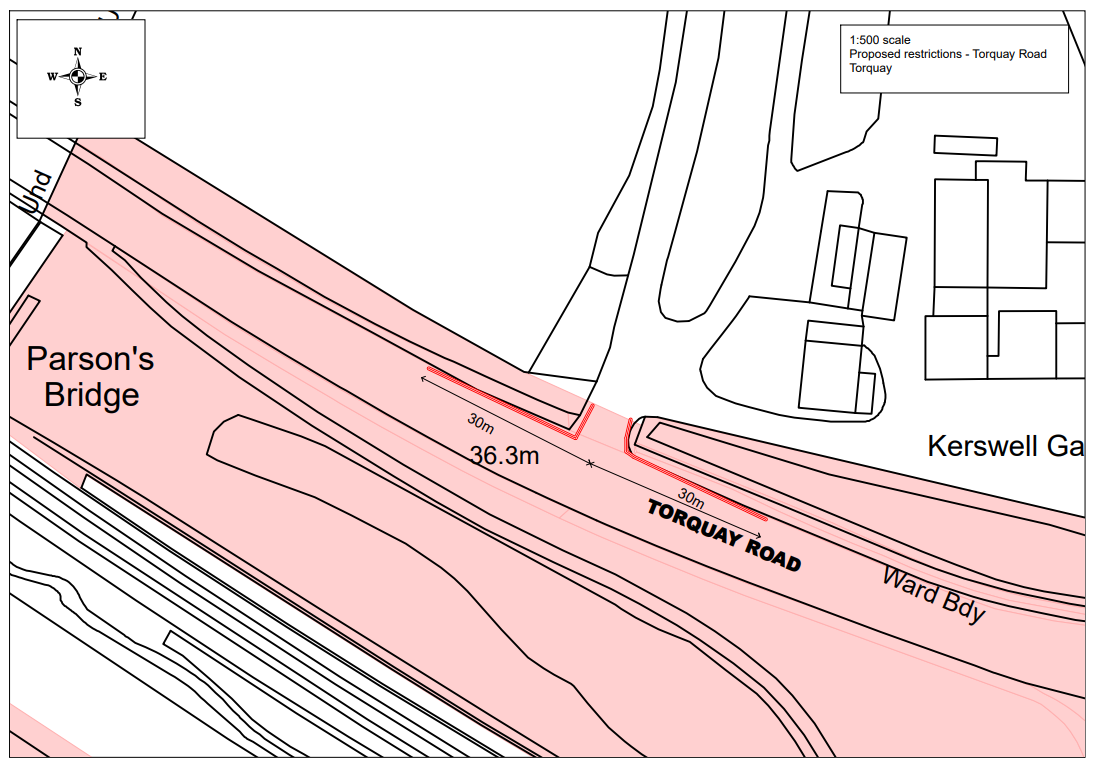 N
W E
S
1:500 scale
Proposed restrictions - Torquay Road
Torquay
Und
Parson's
Bridge
30m
36.3m
30m
TORQUAY ROAD
Kerswell Ga
Ward Bdy